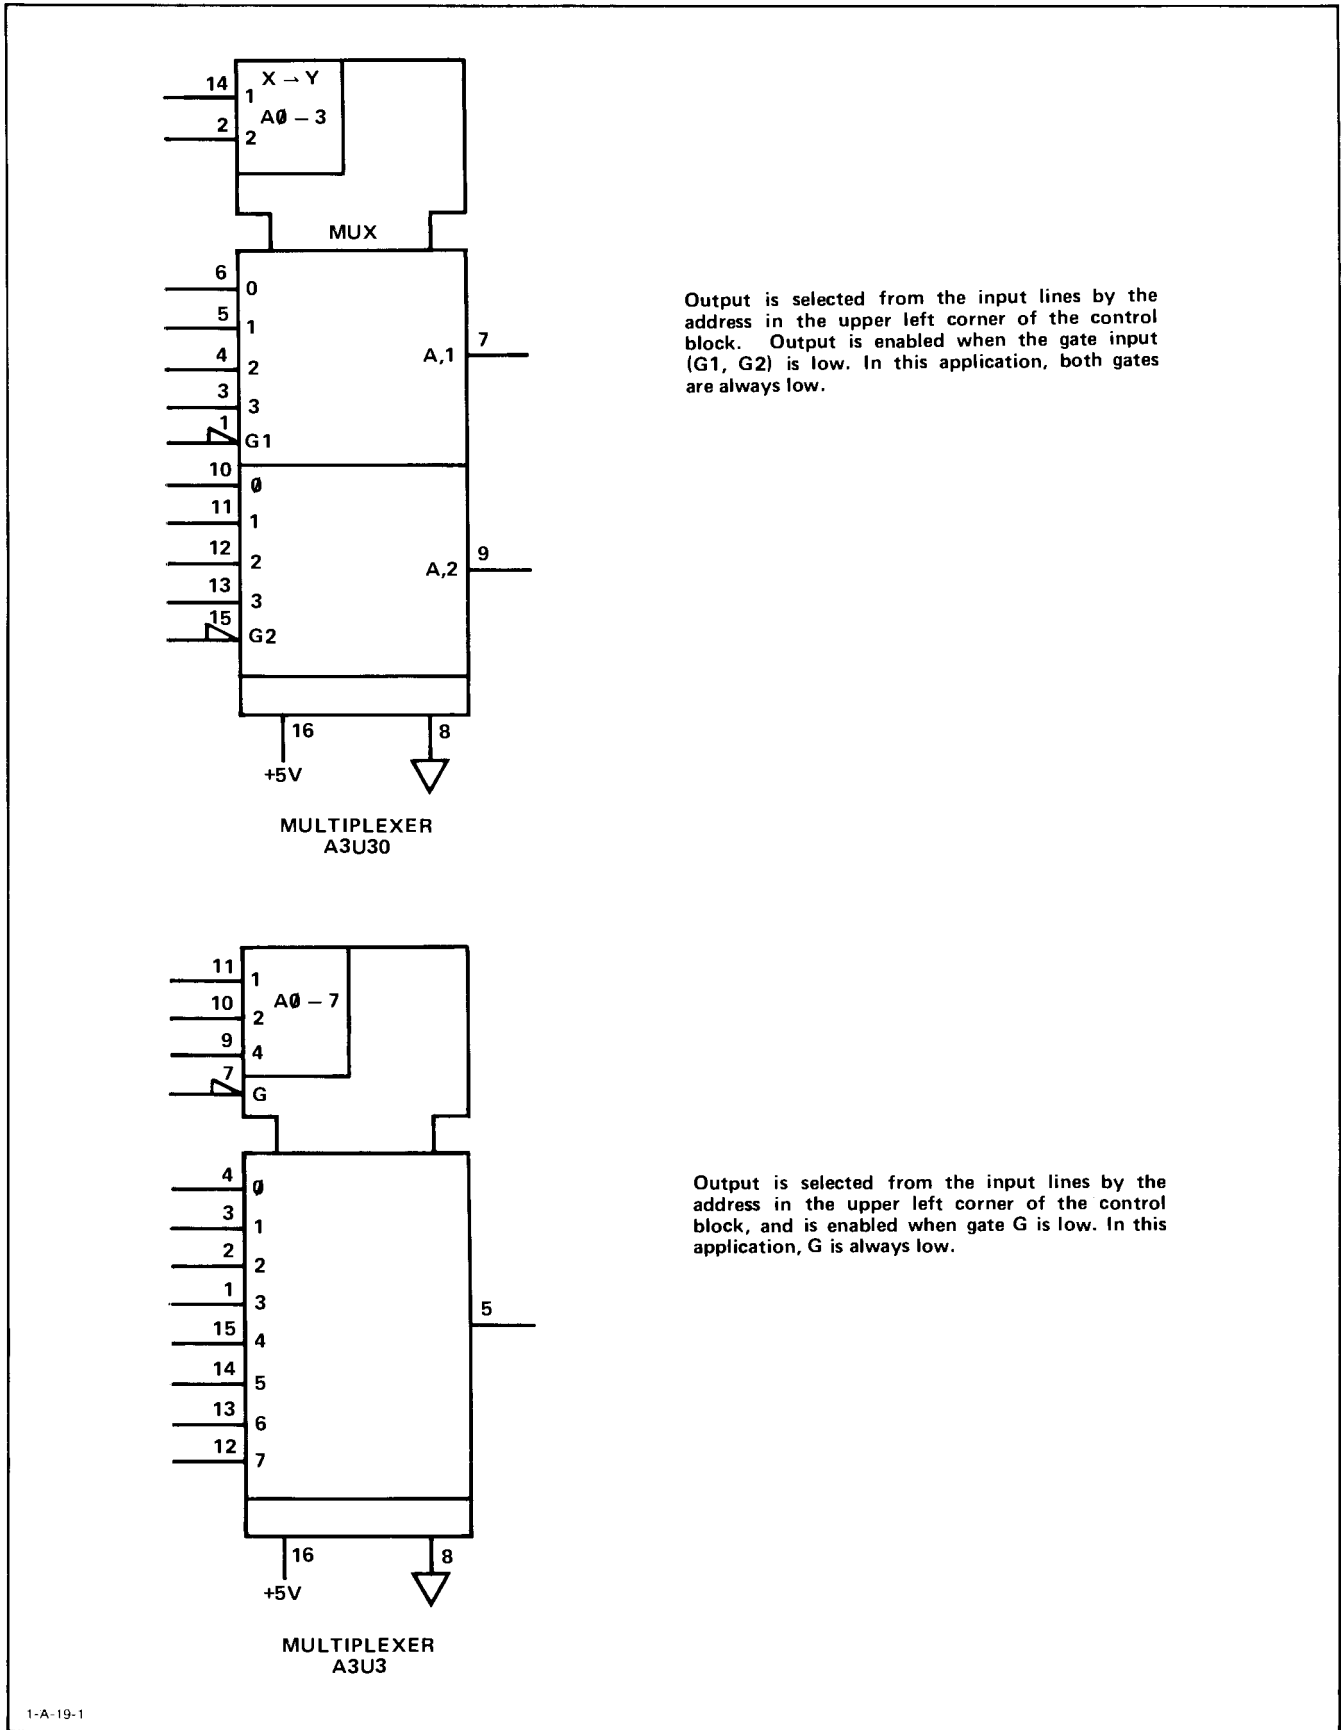 14 X → Y
1
A0 – 3
2
2
MUX
6
0
5
1
7
4
A,1
2
3
3
1
G1
Output is selected from the input lines by the
address in the upper left corner of the control
block. Output is enabled when the gate input
(G1, G2) is low. In this application, both gates
are always low.
10
0
11
1
12
2
9
A,2
13
3
15
G2
16
8
+5V
MULTIPLEXER
A3U30
11
1
10
A0 – 7
2
9
4
7
G
4
0
3
1
2
2
1
3
5
15
4
14
5
13
6
12
7
Output is selected from the input lines by the
address in the upper left corner of the control
block, and is enabled when gate G is low. In this
application, G is always low.
16
8
+5V
MULTIPLEXER
A3U3
1-A-19-1